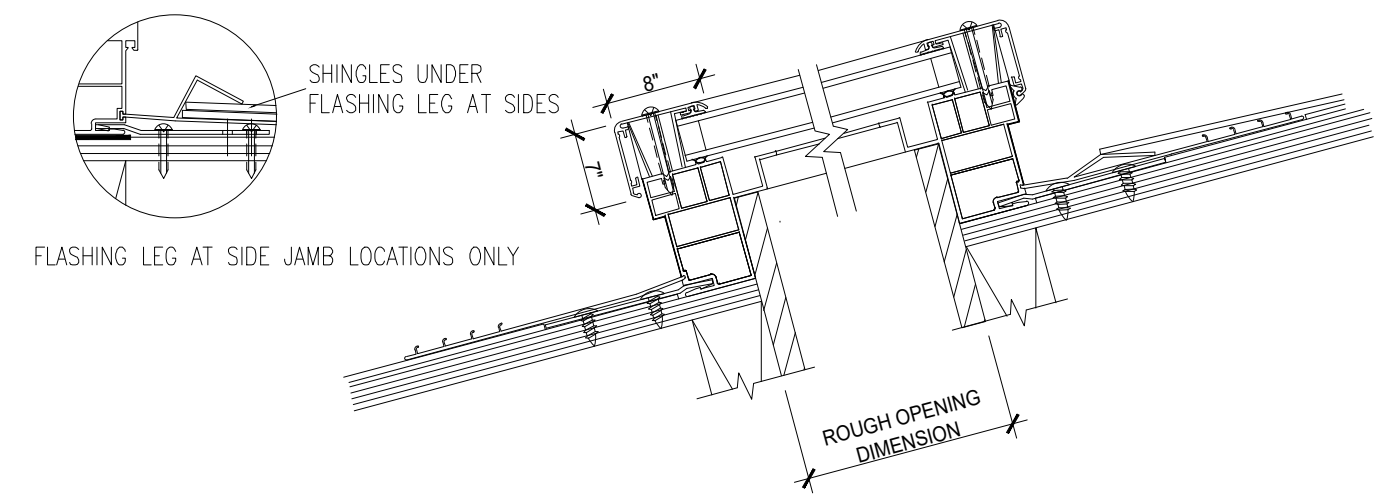 SHINGLES UNDER
FLASHING LEG AT SIDES
FLASHING LEG AT SIDE JAMB LOCATIONS ONLY
8"
7"
ROUGH OPENING
DIMENSION